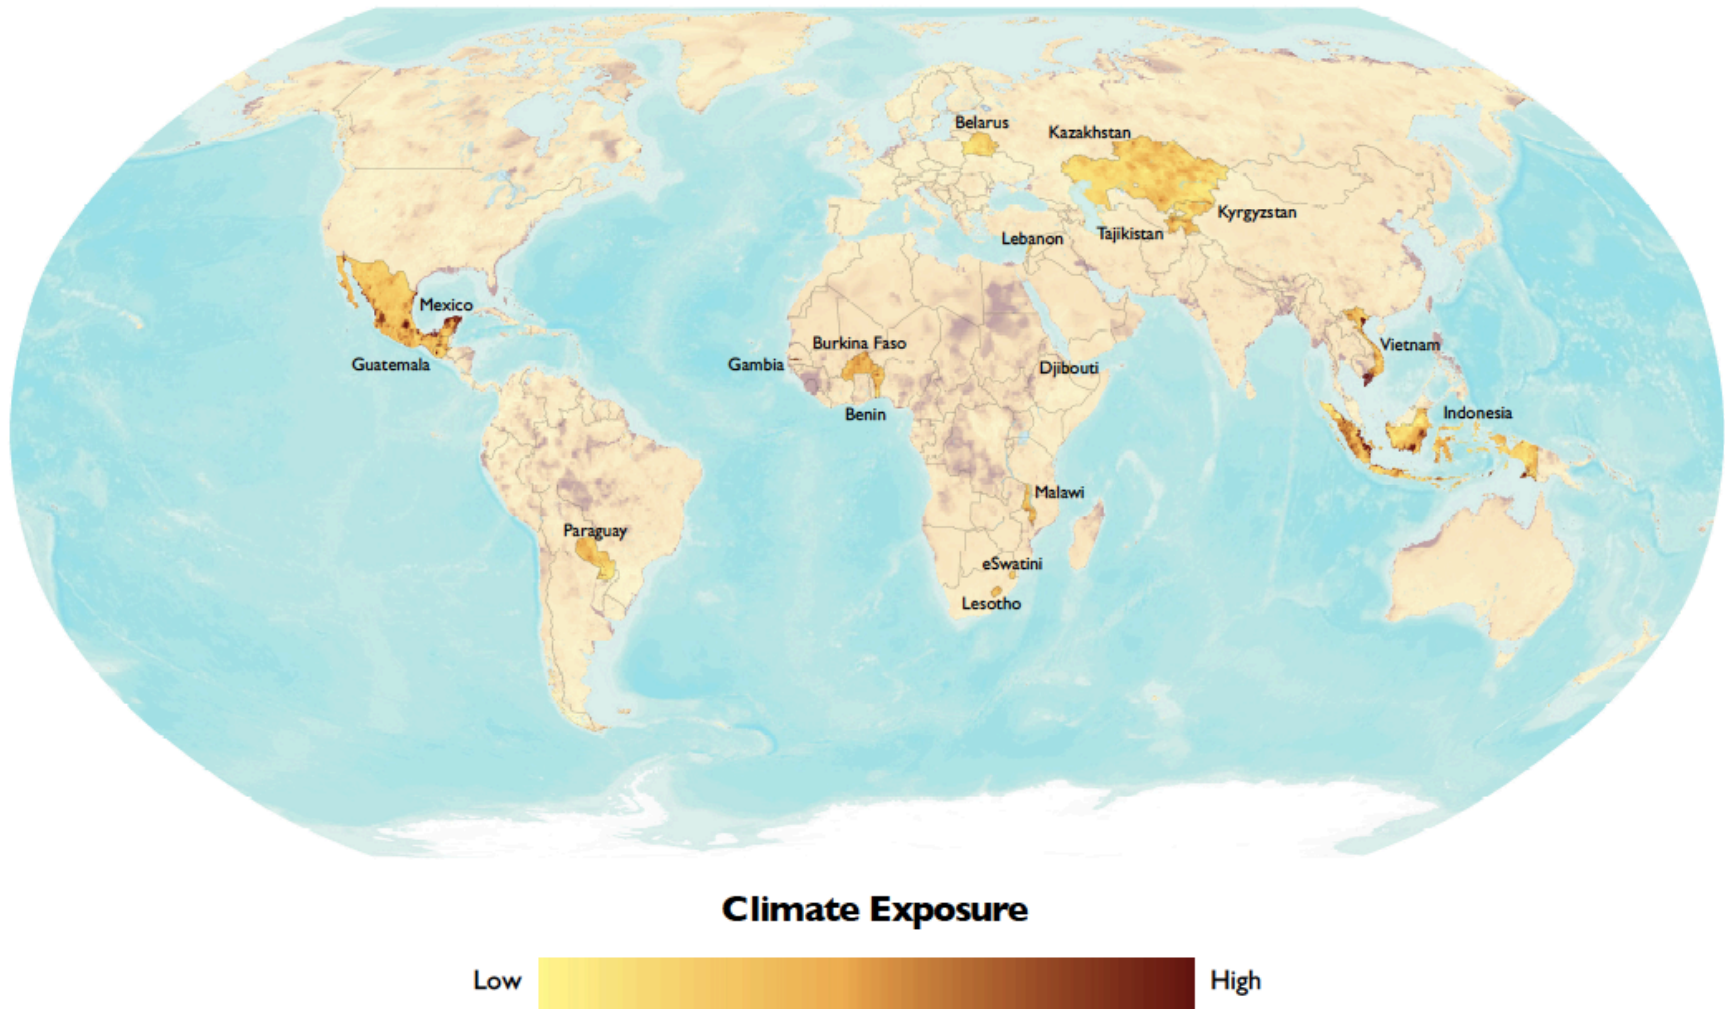 Belarus
Kazakhstan
Kyrgyzstan
Tajikistan
Lebanon
Mexico
Guatemala
Burkina Faso
Gambia
Djibouti
Benin
Vietnam
Indonesia
Malawi
Paraguay
eSwatini
Lesotho
Climate Exposure
Low
High